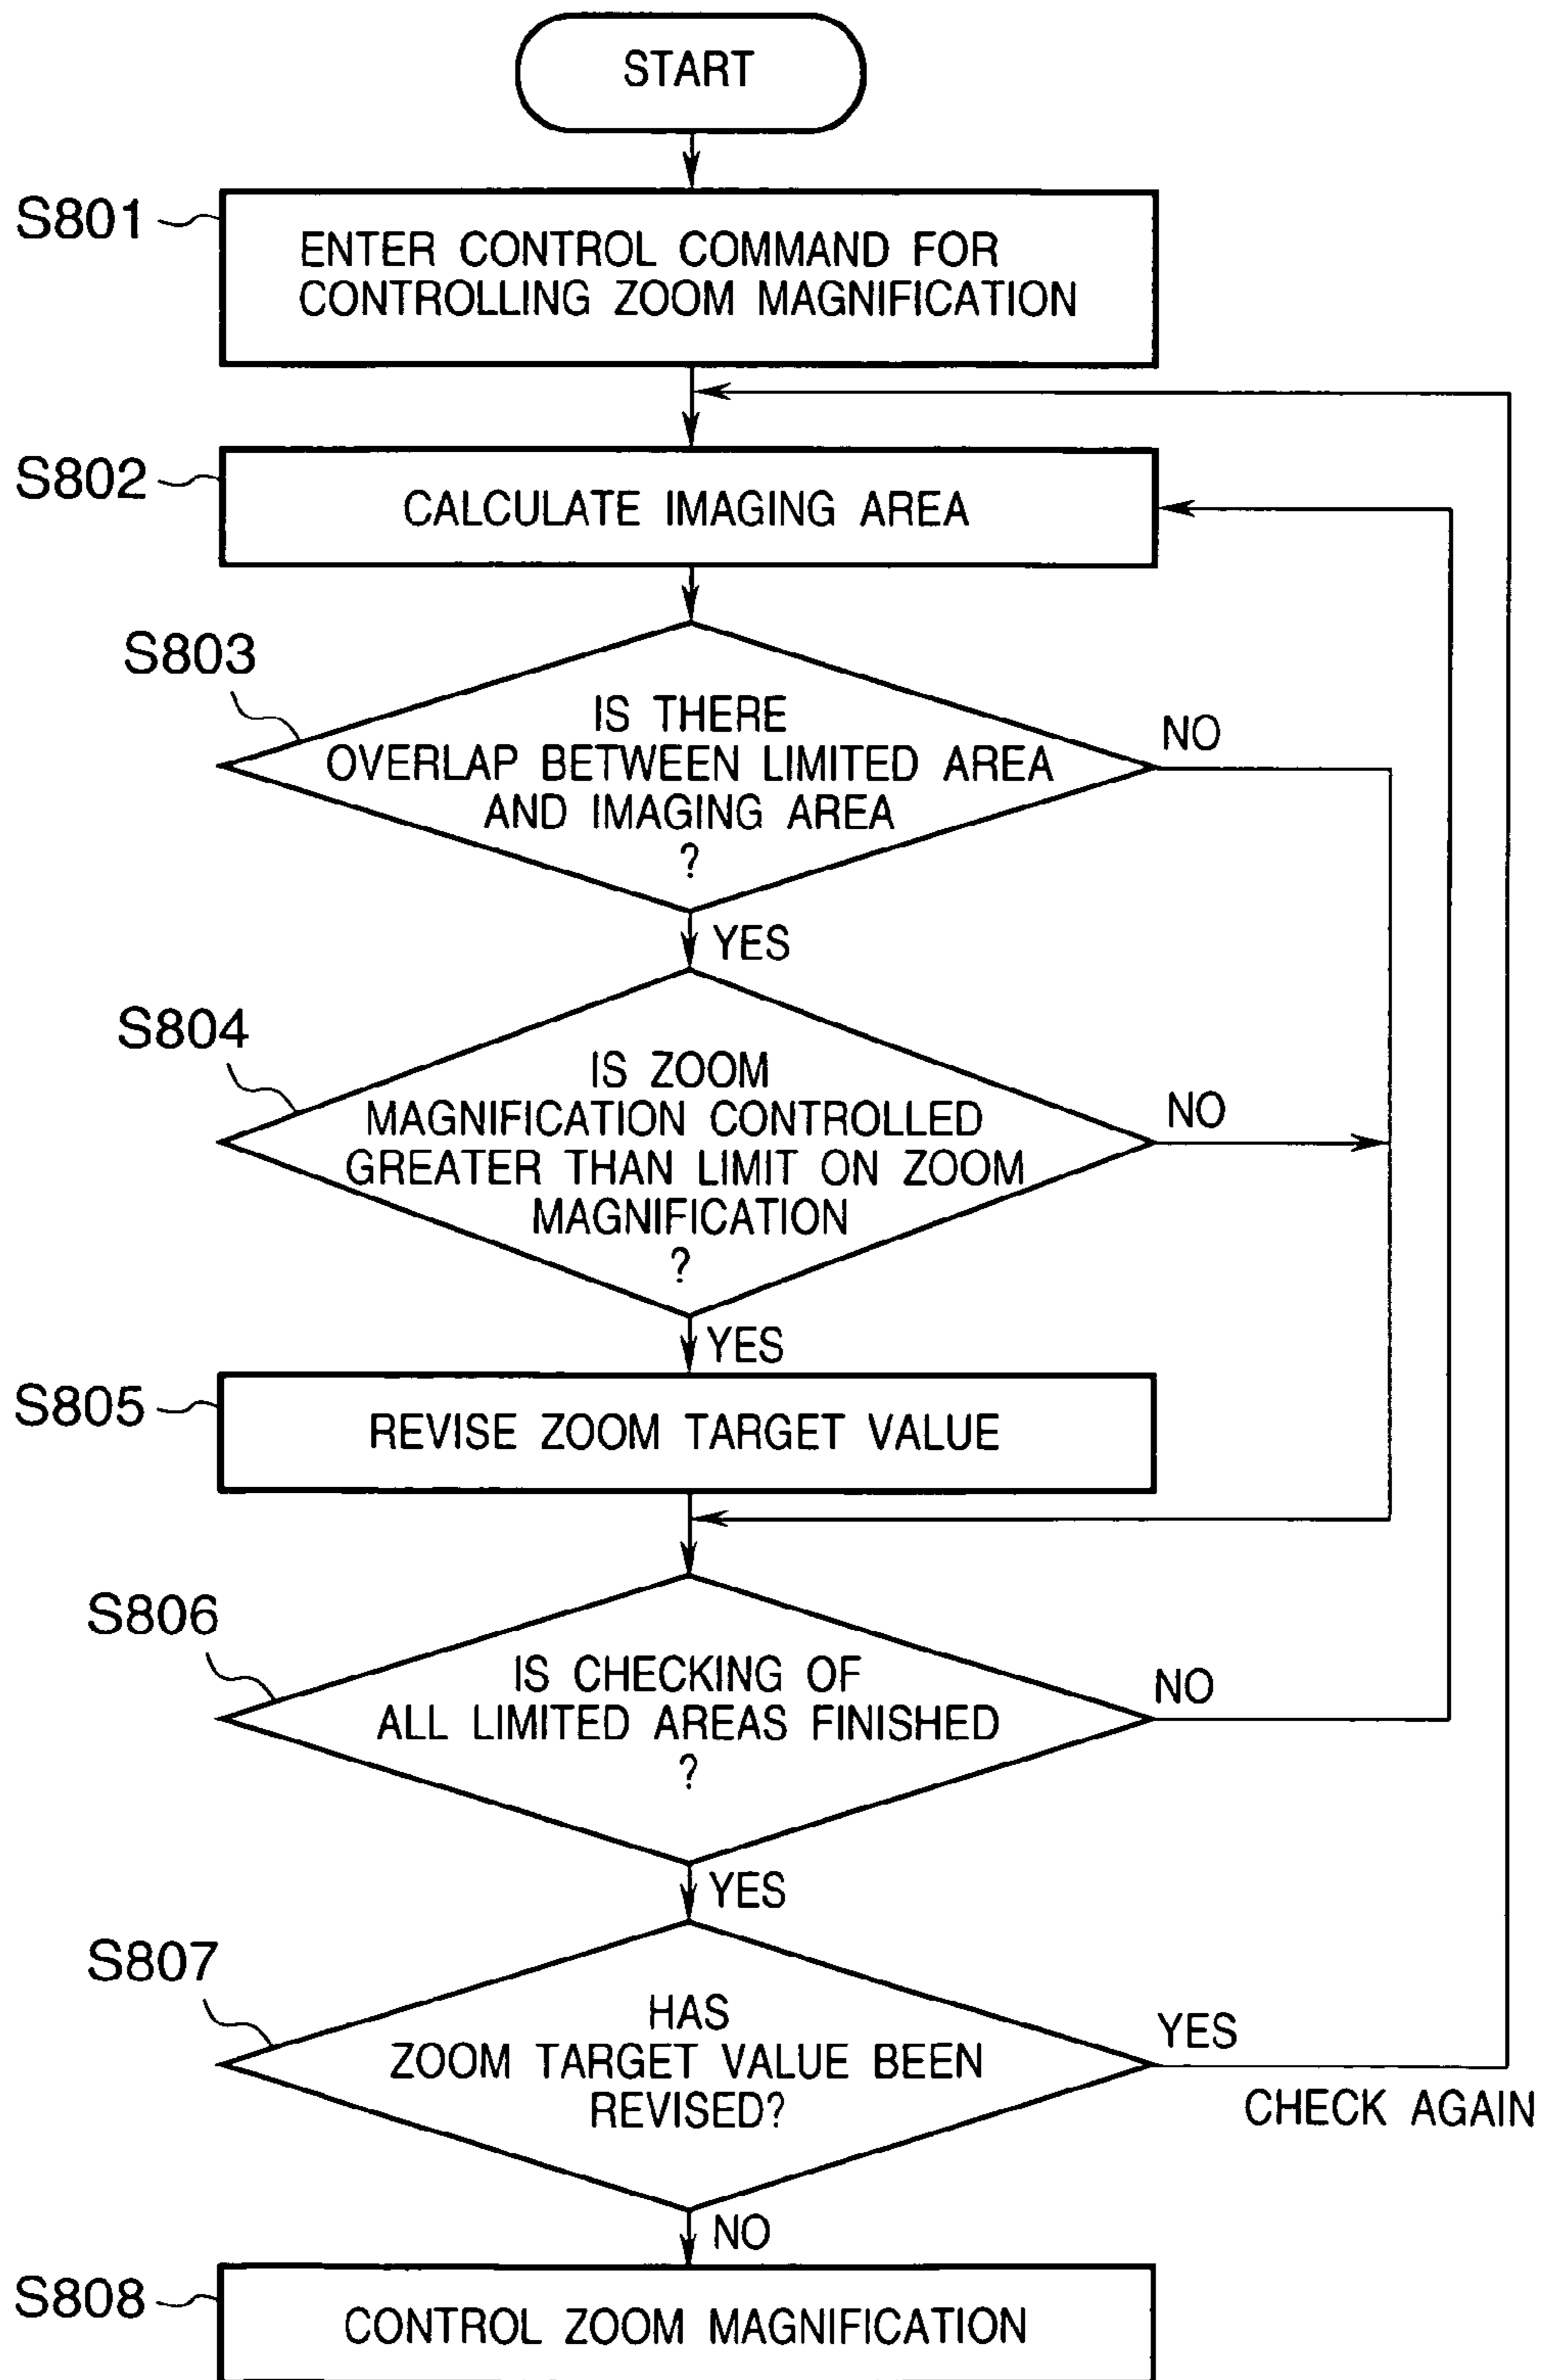 START
S801
ENTER CONTROL COMMAND FOR
CONTROLLING ZOOM MAGNIFICATION
S802
CALCULATE IMAGING AREA
S803
IS THERE
OVERLAP BETWEEN LIMITED AREA
AND IMAGING AREA
?
NO
YES
S804
IS ZOOM
MAGNIFICATION CONTROLLED
GREATER THAN LIMIT ON ZOOM
MAGNIFICATION
?
NO
YES
S805
REVISE ZOOM TARGET VALUE
S806
IS CHECKING OF
ALL LIMITED AREAS FINISHED
?
NO
YES
S807
HAS
ZOOM TARGET VALUE BEEN
REVISED?
YES
CHECK AGAIN
NO
S808
CONTROL ZOOM MAGNIFICATION